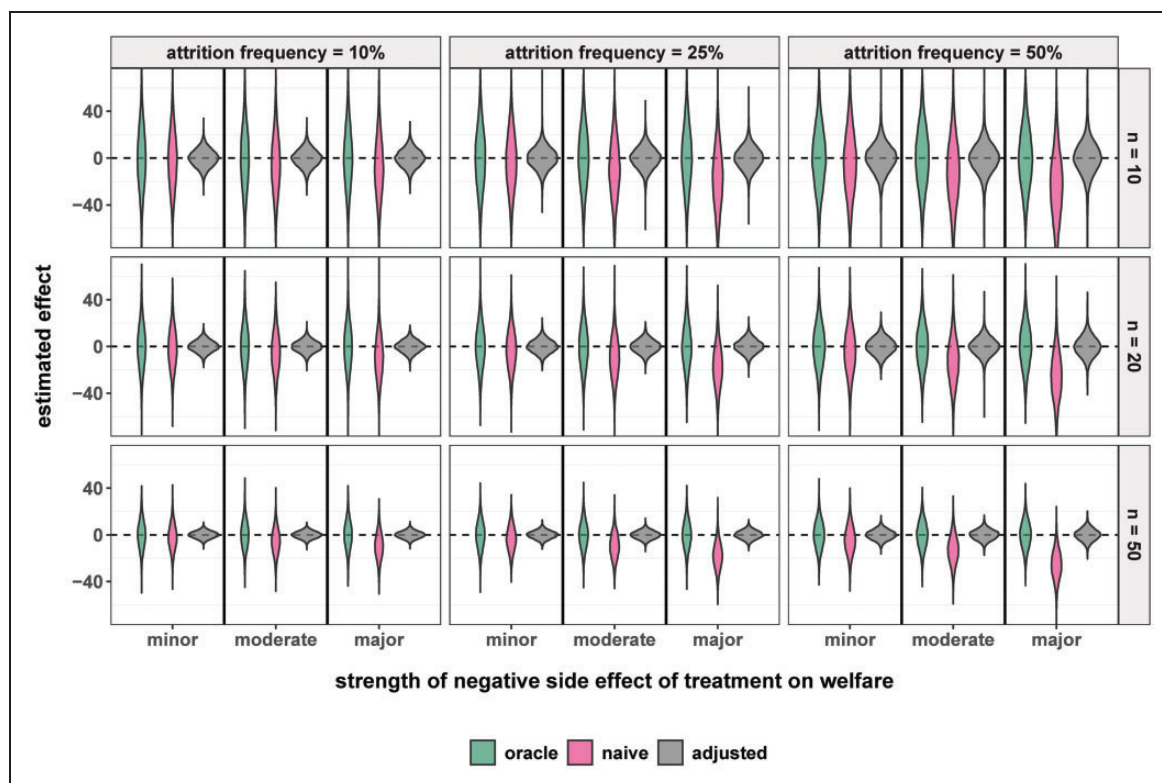 attrition frequency = 10% attrition frequency = 25% attrition frequency = 50%
40
0
−40
n = 10
40
0
−40
n = 20
40
0
−40
n = 50
estimated effect
minor moderate major minor moderate major minor moderate major
strength of negative side effect of treatment on welfare
oracle naive adjusted